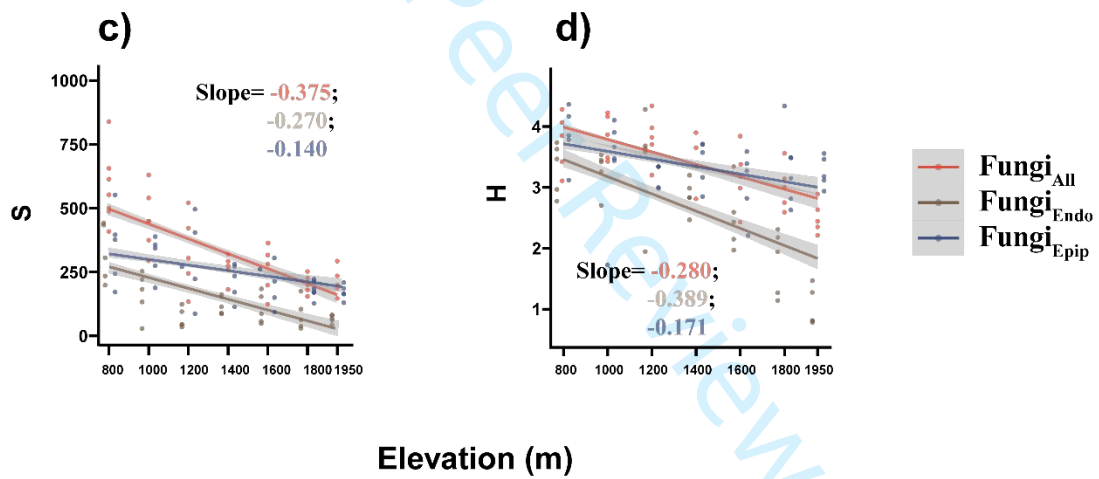 c)
1000
750
500
250
0
S
Slope= -0.375;
-0.270;
-0.140
800 1000 1200 1400 1600 1800 1950
d)
4
3
2
1
H
Slope= -0.280;
-0.389;
-0.171
800 1000 1200 1400 1600 1800 1950
Fungi_All
Fungi_Endo
Fungi_Epip
Elevation (m)
eer Review